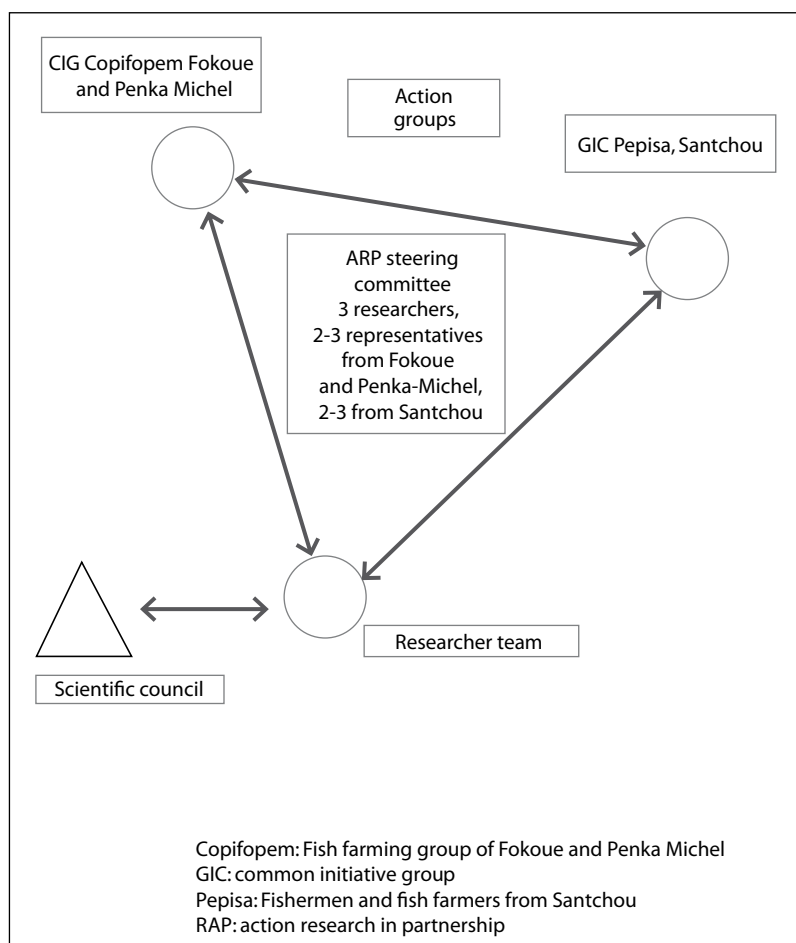 CIG Copifopem Fokoue
and Penka Michel
Action
groups
GIC Pepisa, Santchou
ARP steering
committee
3 researchers,
2-3 representatives
from Fokoue
and Penka-Michel,
2-3 from Santchou
Researcher team
Scientific council
Copifopem: Fish farming group of Fokoue and Penka Michel
GIC: common initiative group
Pepisa: Fishermen and fish farmers from Santchou
RAP: action research in partnership